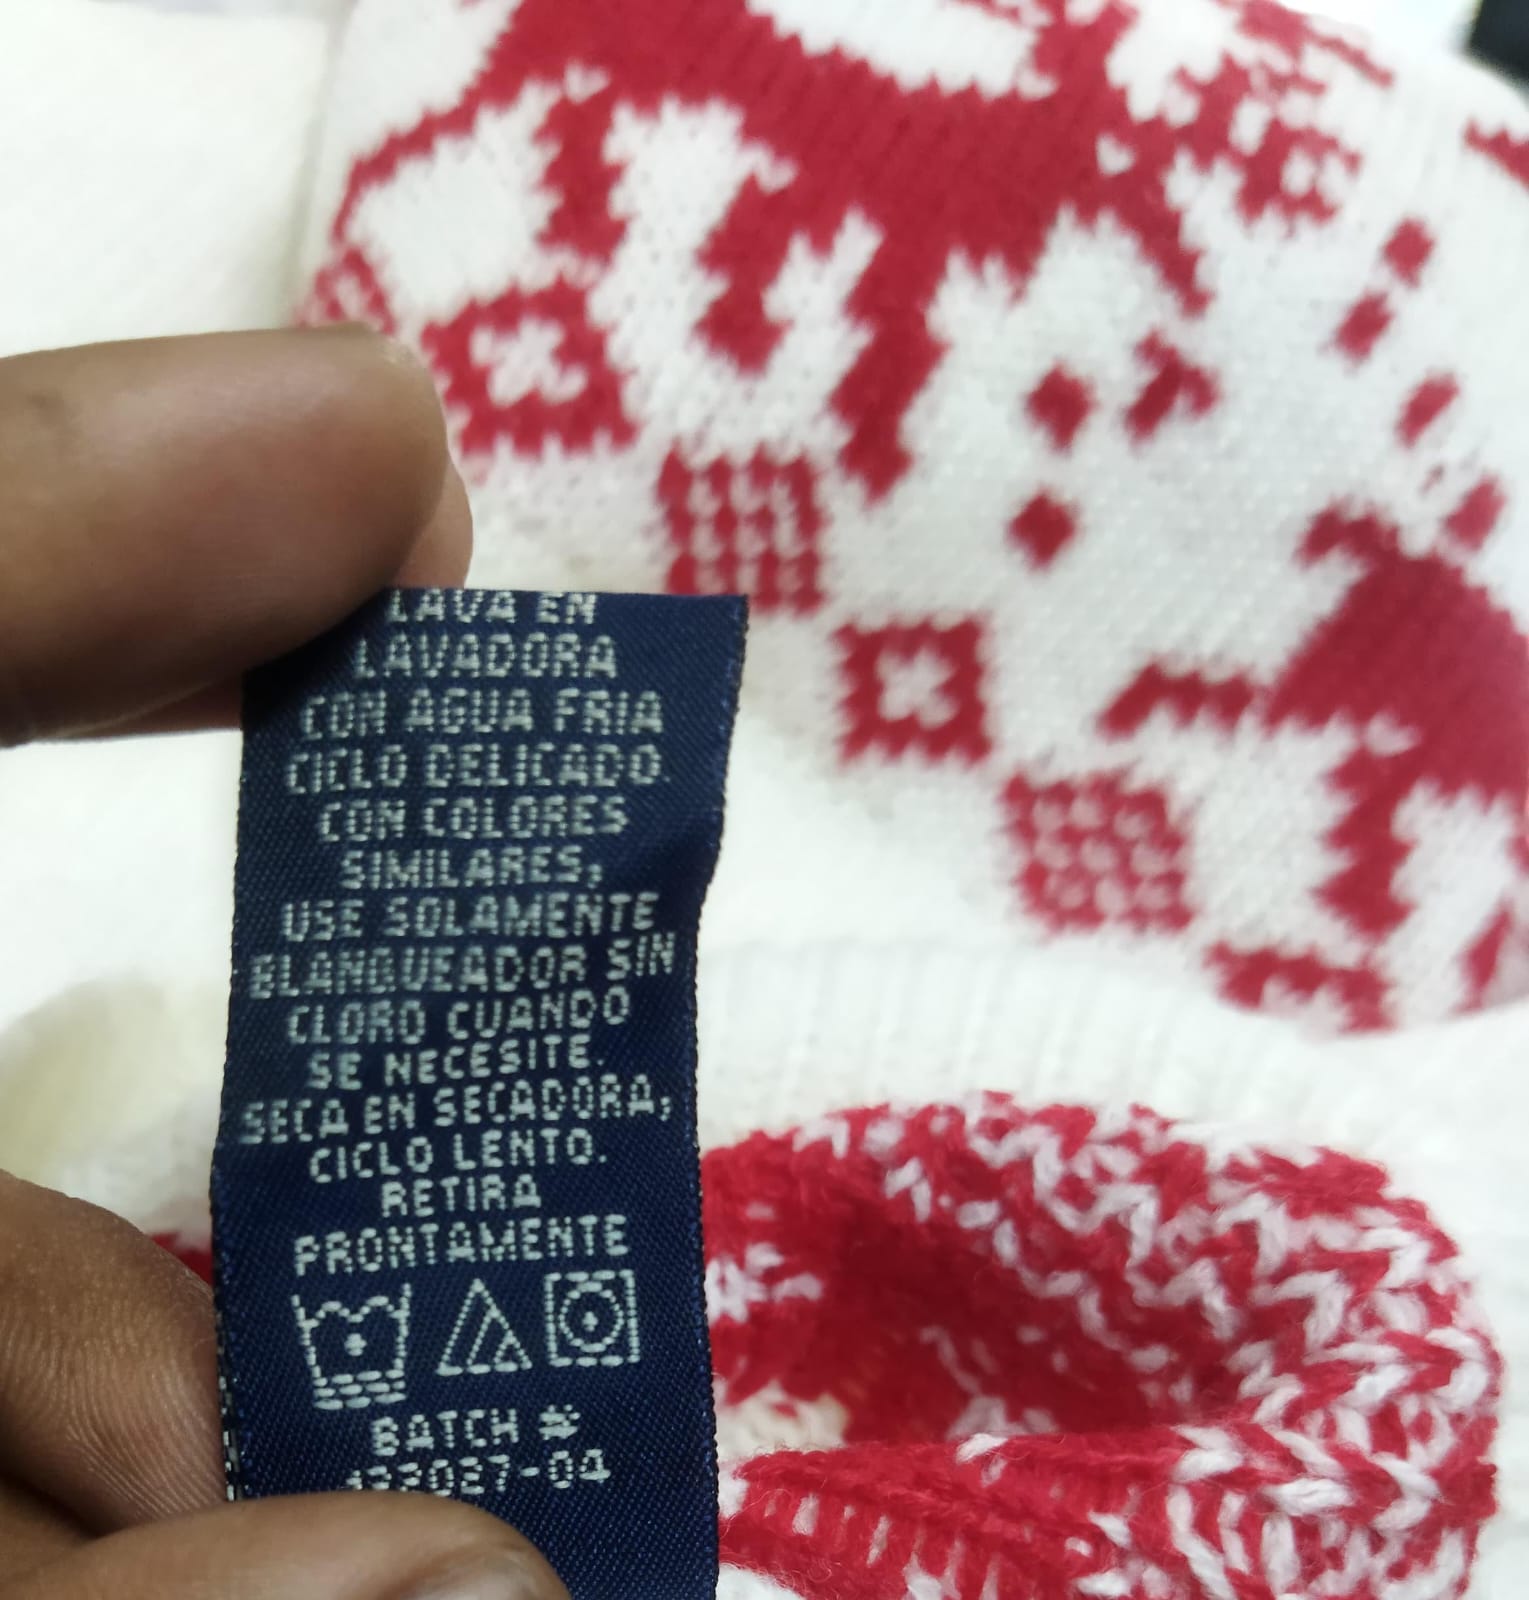 LAVA EN
LAVADORA
CON AGUA FRIA
CICLO DELICADO.
CON COLORES
SIMILARES,
USE SOLAMENTE
BLANQUEADOR SIN
CLORO CUANDO
SE NECESITE.
SECA EN SECADORA,
CICLO LENTO.
RETIRA
PRONTAMENTE
BATCH #